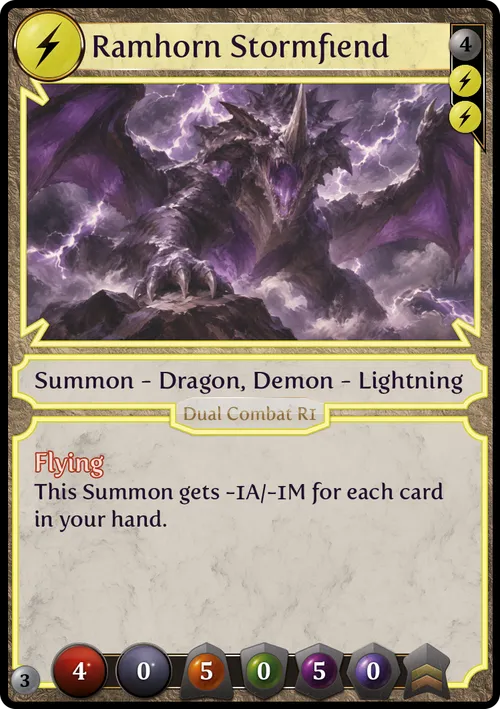 Ramhorn Stormfiend
4
Summon - Dragon, Demon - Lightning
Dual Combat R1
Flying
This Summon gets -1A/-1M for each card
in your hand.
3 4* 0* 5 0 5 0